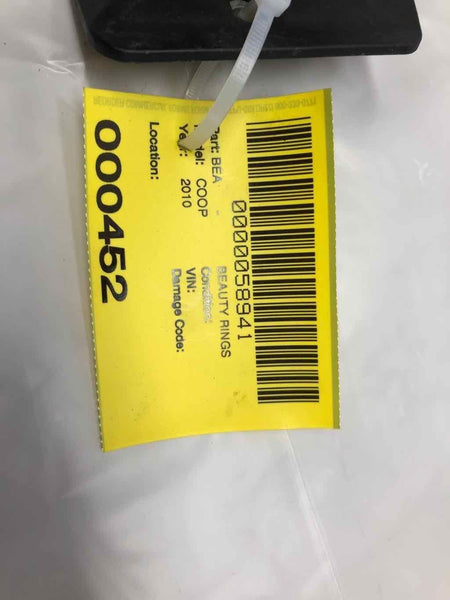 0000058941
Part: BEA - BEAUTY RINGS
Model: COOP Condition:
Year: 2010 VIN:
Location: Damage Code:
000452